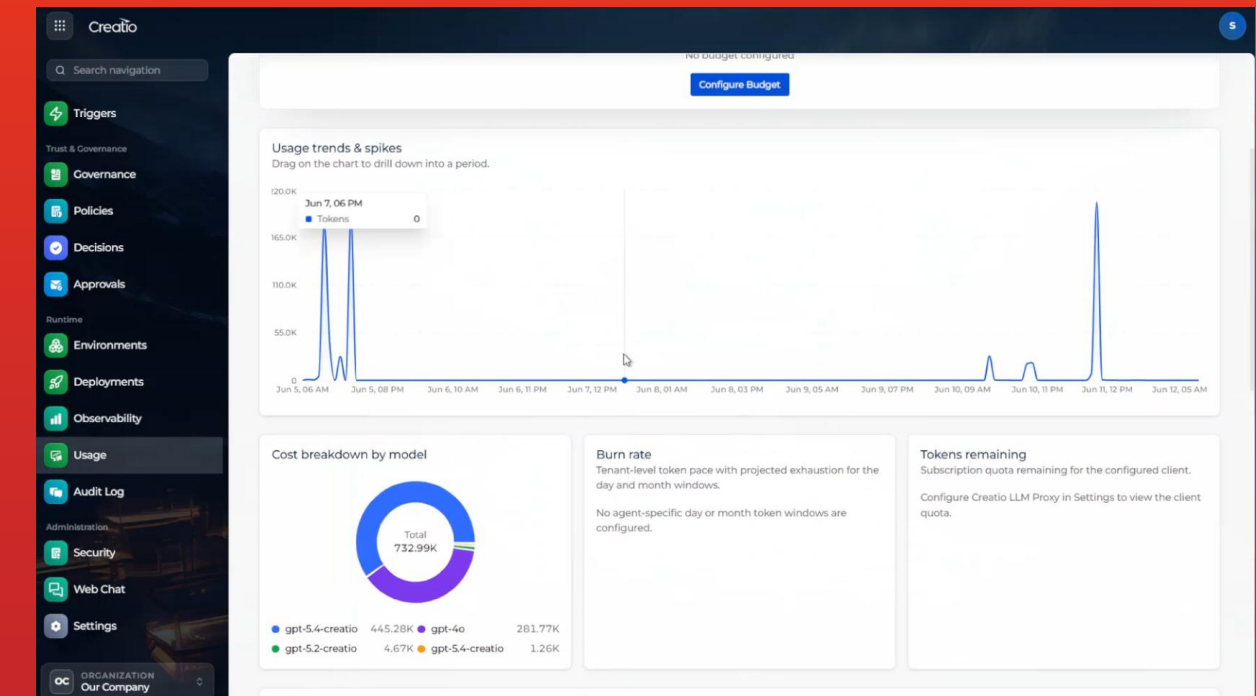 Creatio
S
Search navigation
Triggers
Trust & Governance
Governance
Policies
Decisions
Approvals
Runtime
Environments
Deployments
Observability
Usage
Audit Log
Administration
Security
Web Chat
Settings
OC
ORGANIZATION
Our Company
No budget configured
Configure Budget
Usage trends & spikes
Drag on the chart to drill down into a period.
220.0K
165.0K
110.0K
55.0K
0
Jun 7, 06 PM
Tokens 0
Jun 5, 06 AM Jun 5, 08 PM Jun 6, 10 AM Jun 6, 11 PM Jun 7, 12 PM Jun 8, 01 AM Jun 8, 03 PM Jun 9, 05 AM Jun 9, 07 PM Jun 10, 09 AM Jun 10, 11 PM Jun 11, 12 PM Jun 12, 05 AM
Cost breakdown by model
Total
732.99K
gpt-5.4-creatio 445.28K gpt-4o 281.77K
gpt-5.2-creatio 4.67K gpt-5.4-creatio 1.26K
Burn rate
Tenant-level token pace with projected exhaustion for the
day and month windows.
No agent-specific day or month token windows are
configured.
Tokens remaining
Subscription quota remaining for the configured client.
Configure Creatio LLM Proxy in Settings to view the client
quota.